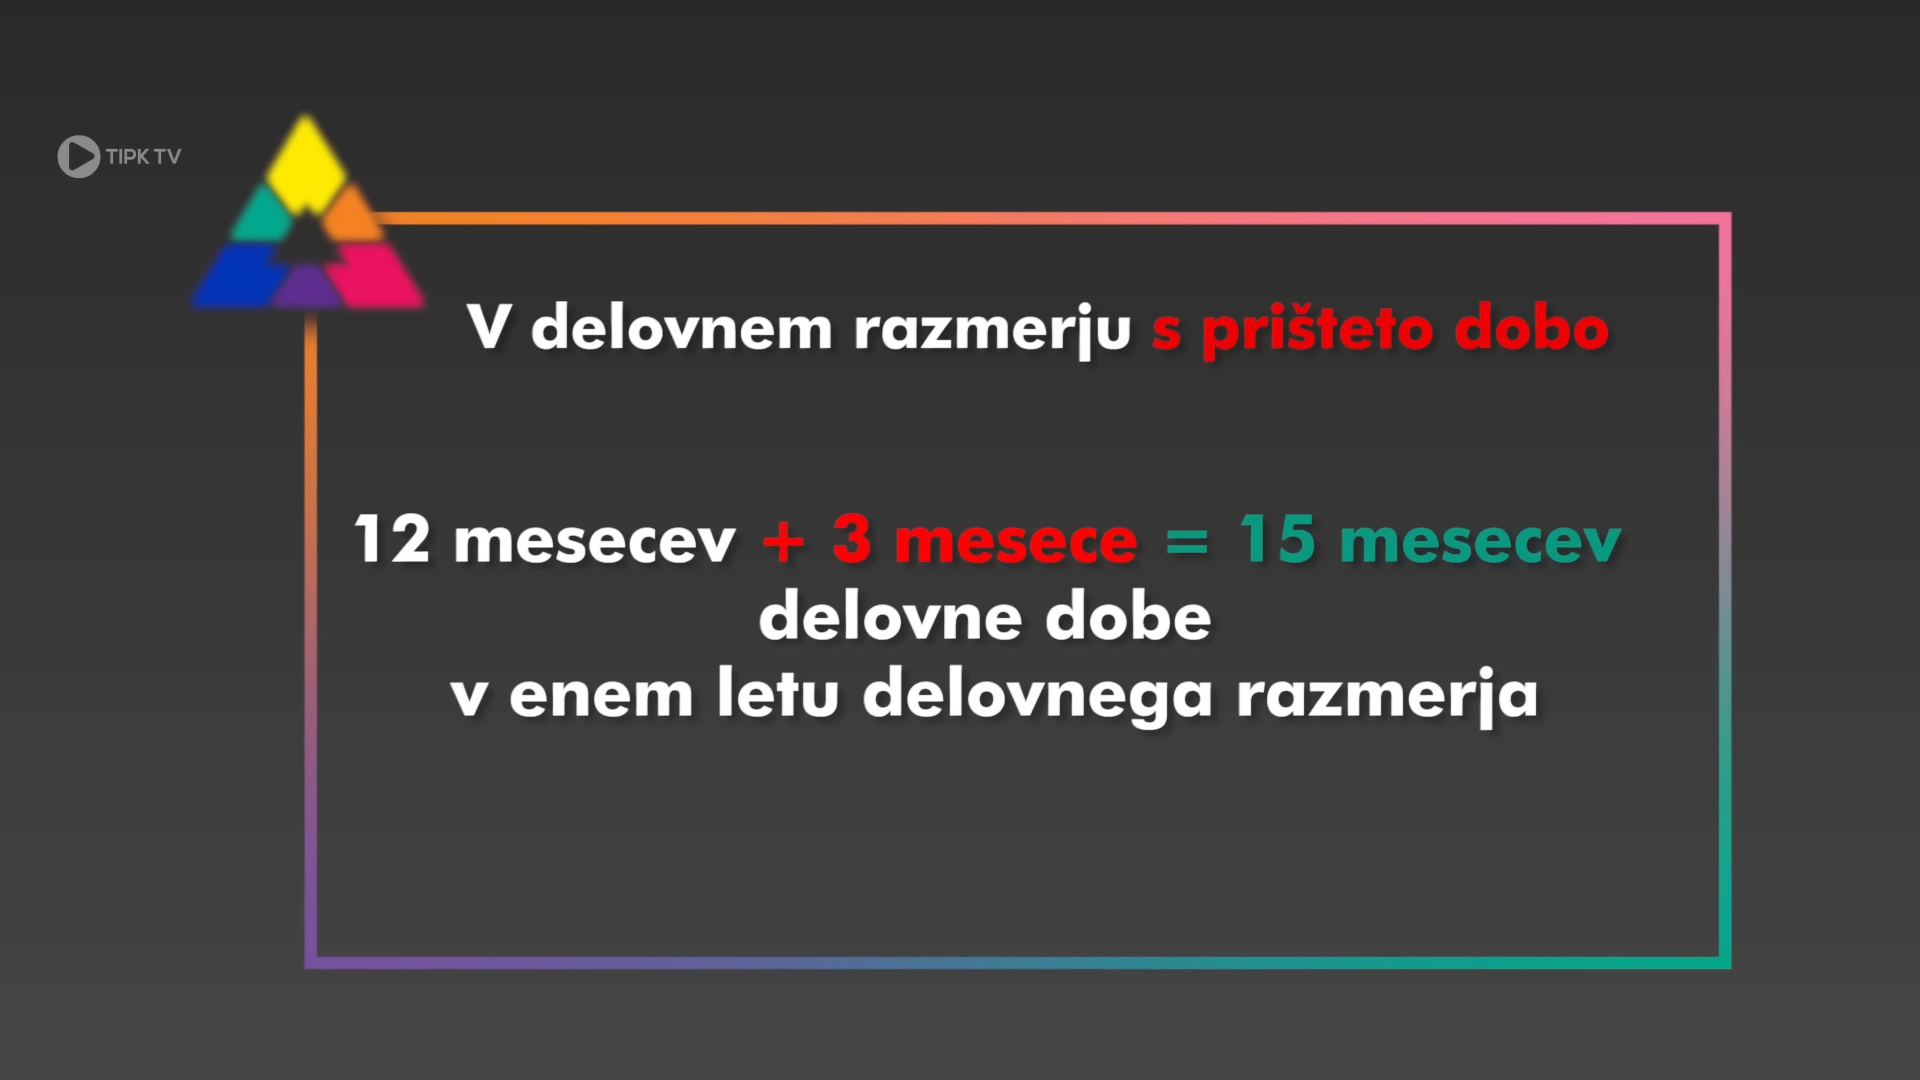 TIPK TV
V delovnem razmerju s prišteto dobo
12 mesecev + 3 mesece = 15 mesecev
delovne dobe
v enem letu delovnega razmerja